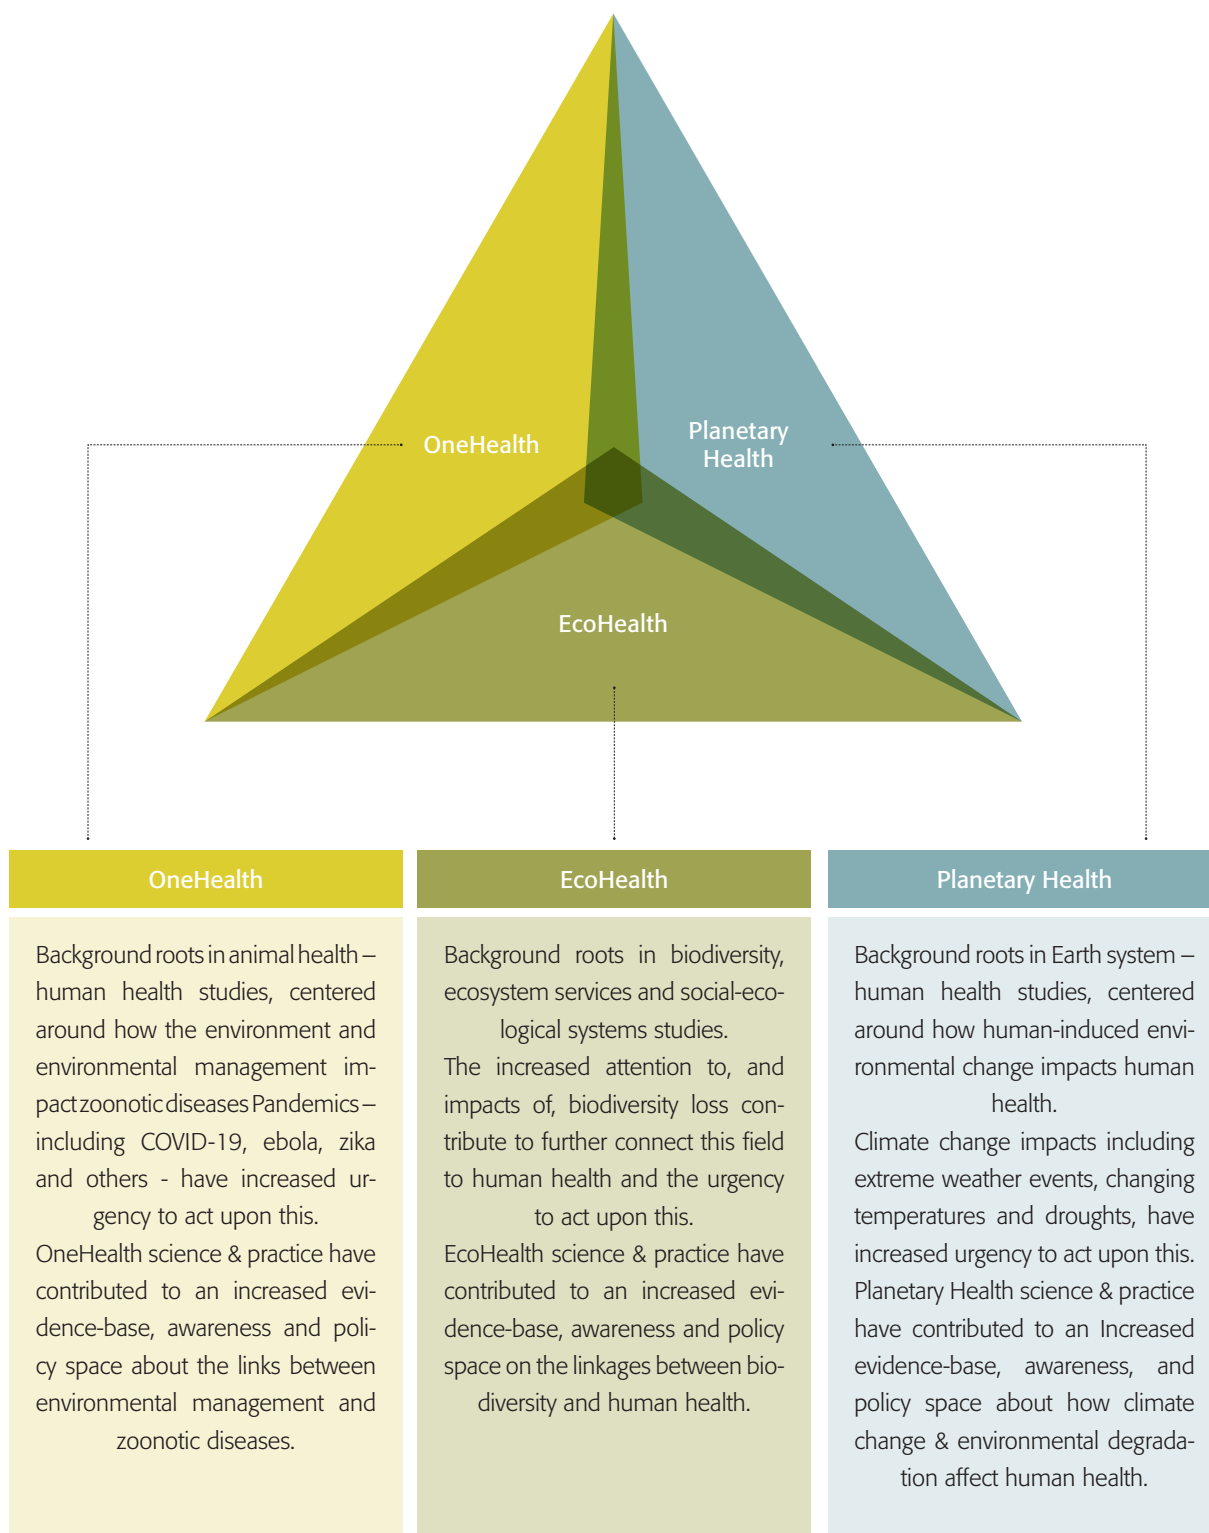 OneHealth
Planetary
Health
EcoHealth
OneHealth
Background roots in animal health –
human health studies, centered
around how the environment and
environmental management im-
pact zoonotic diseases Pandemics –
including COVID-19, ebola, zika
and others - have increased ur-
gency to act upon this.
OneHealth science & practice have
contributed to an increased evi-
dence-base, awareness and poli-
cy space about the links between
environmental management and
zoonotic diseases.
EcoHealth
Background roots in biodiversity,
ecosystem services and social-eco-
logical systems studies.
The increased attention to, and
impacts of, biodiversity loss con-
tribute to further connect this field
to human health and the urgency
to act upon this.
EcoHealth science & practice have
contributed to an increased evi-
dence-base, awareness and policy
space on the linkages between bio-
diversity and human health.
Planetary Health
Background roots in Earth system –
human health studies, centered
around how human-induced envi-
ronmental change impacts human
health.
Climate change impacts including
extreme weather events, changing
temperatures and droughts, have
increased urgency to act upon this.
Planetary Health science & practice
have contributed to an Increased
evidence-base, awareness, and
policy space about how climate
change & environmental degrada-
tion affect human health.